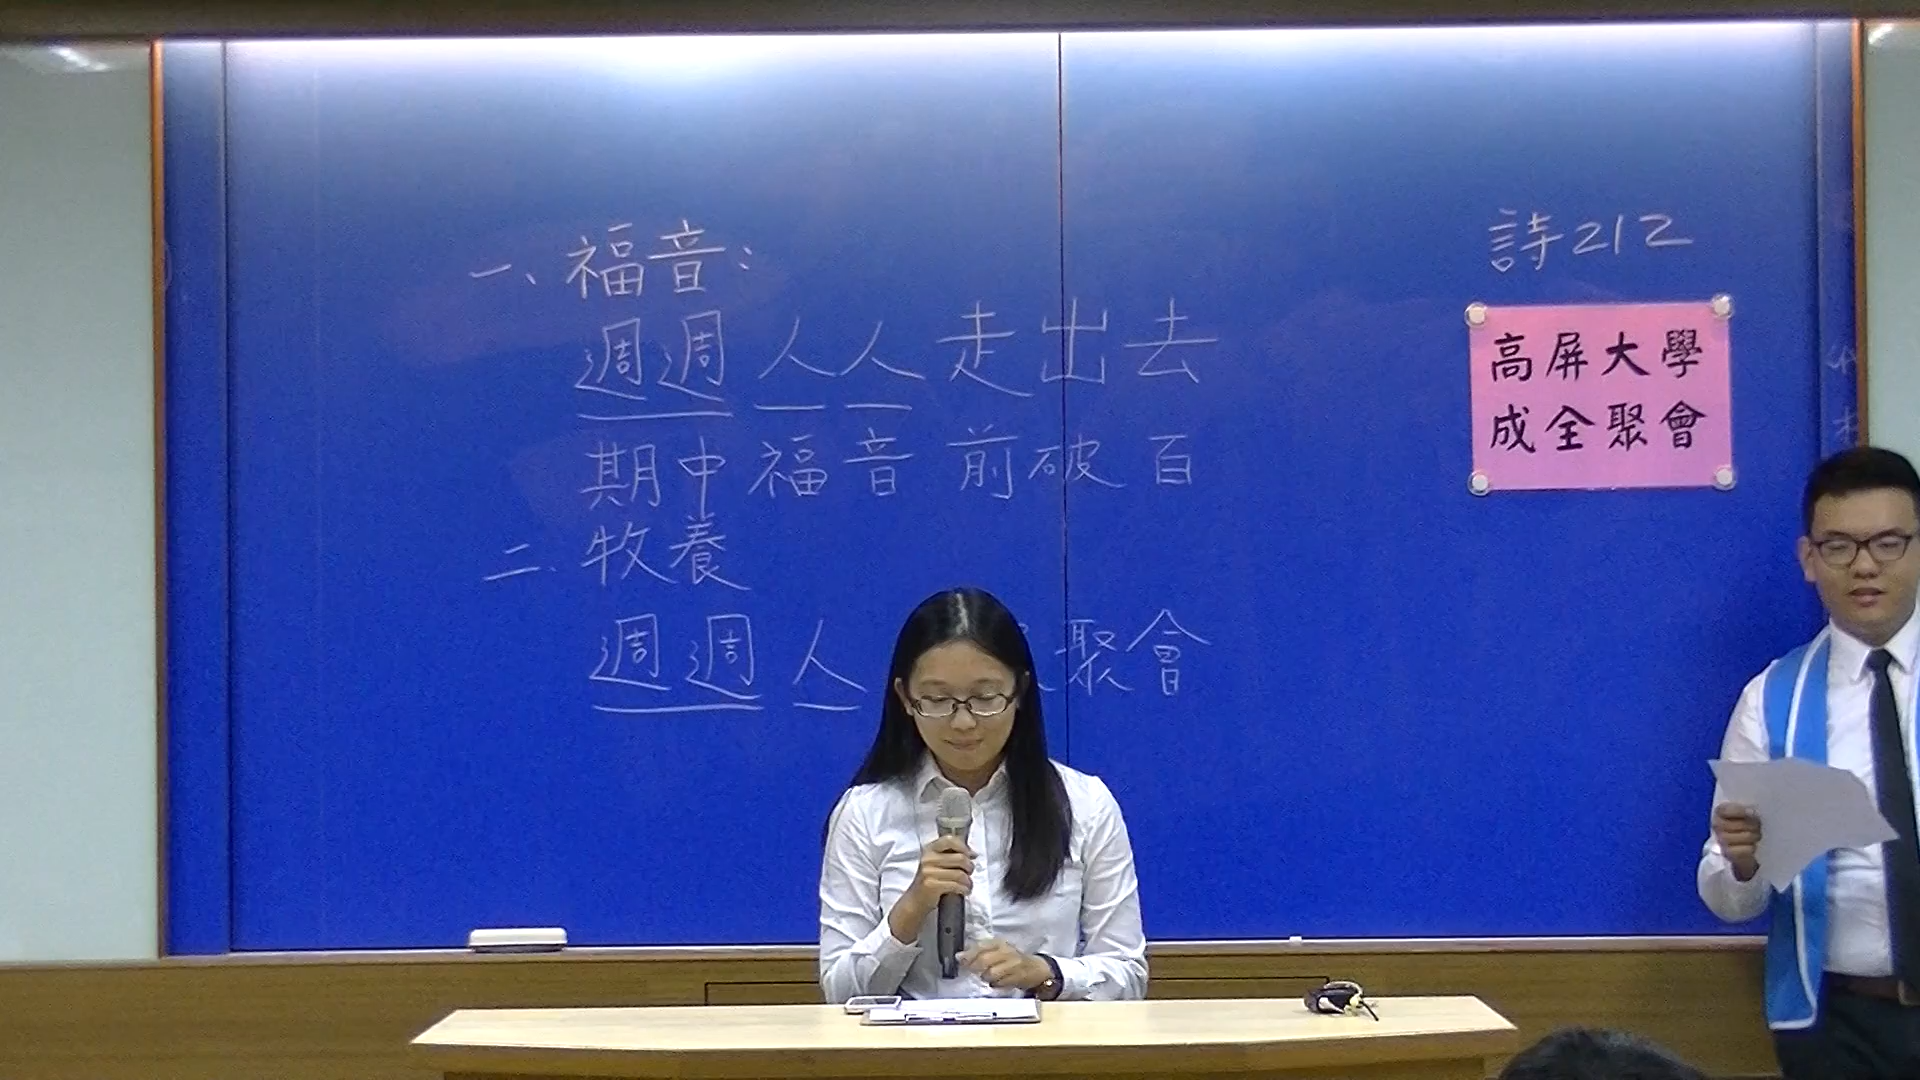 一、福音：
週週人人走出去
期中福音前破百
二、牧養
週週人 聚會
詩212
高屏大學
成全聚會